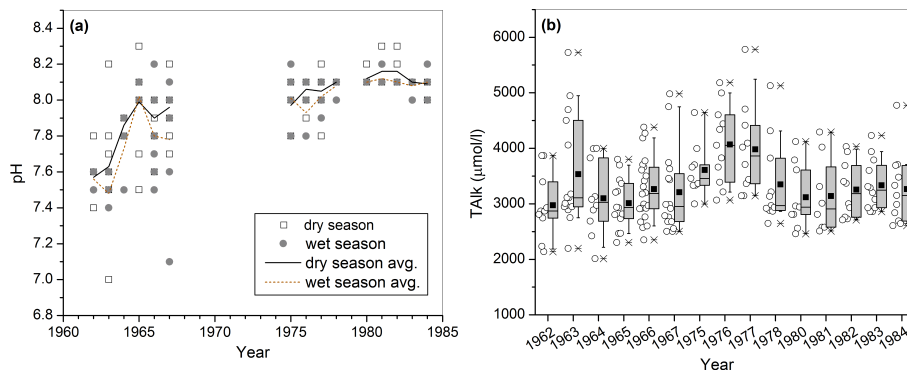 (a)
8.4
8.2
8.0
7.8
7.6
7.4
7.2
7.0
6.8
pH
1960 1965 1970 1975 1980 1985
Year
dry season
wet season
dry season avg.
wet season avg.
(b)
6000
5000
4000
3000
2000
1000
TAlk (µmol/l)
1962 1963 1964 1965 1966 1967 1975 1976 1977 1978 1980 1981 1982 1983 1984
Year